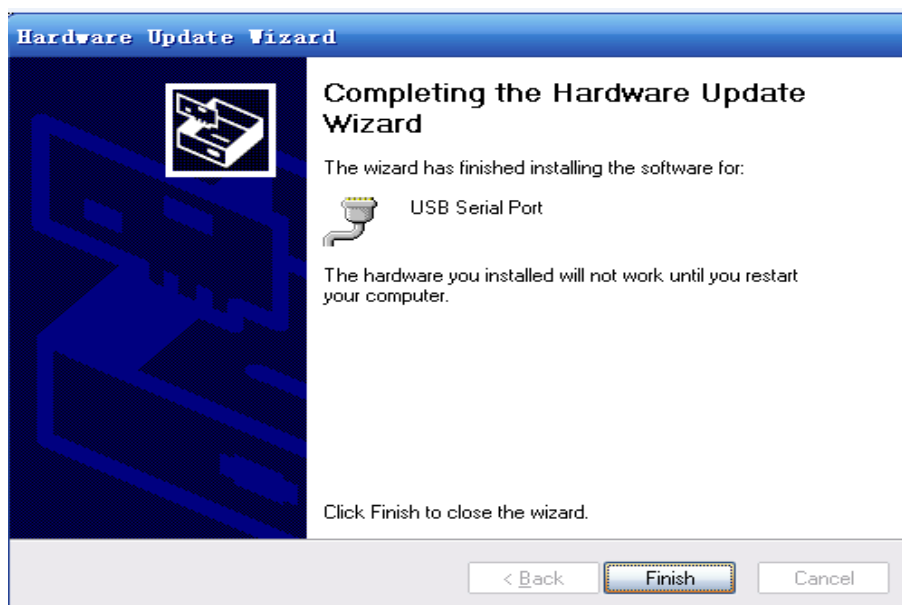 Hardware Update Wizard
Completing the Hardware Update
Wizard
The wizard has finished installing the software for:
USB Serial Port
The hardware you installed will not work until you restart
your computer.
Click Finish to close the wizard.
< Back Finish Cancel